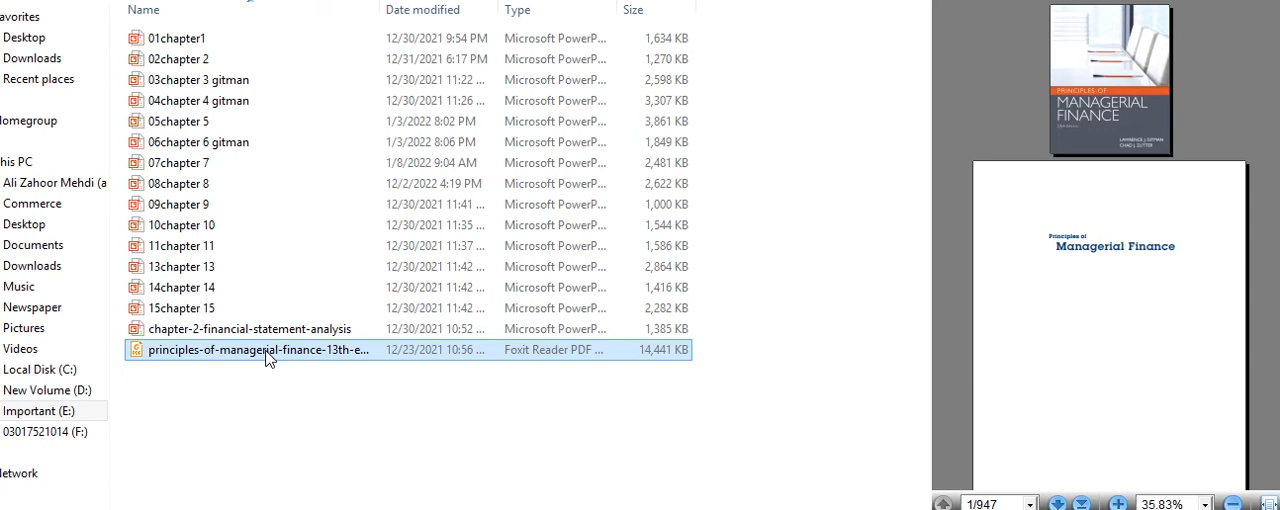 Name Date modified Type Size
avorites
Desktop
Downloads
Recent places
omegroup
his PC
Ali Zahoor Mehdi (a
Commerce
Desktop
Documents
Downloads
Music
Newspaper
Pictures
Videos
Local Disk (C:)
New Volume (D:)
Important (E:)
03017521014 (F:)
etwork
01chapter1 12/30/2021 9:54 PM Microsoft PowerP... 1,634 KB
02chapter 2 12/31/2021 6:17 PM Microsoft PowerP... 1,270 KB
03chapter 3 gitman 12/30/2021 11:22 ... Microsoft PowerP... 2,598 KB
04chapter 4 gitman 12/30/2021 11:26 ... Microsoft PowerP... 3,307 KB
05chapter 5 1/3/2022 8:02 PM Microsoft PowerP... 3,861 KB
06chapter 6 gitman 1/3/2022 8:06 PM Microsoft PowerP... 1,849 KB
07chapter 7 1/8/2022 9:04 AM Microsoft PowerP... 2,481 KB
08chapter 8 12/2/2022 4:19 PM Microsoft PowerP... 2,622 KB
09chapter 9 12/30/2021 11:41 ... Microsoft PowerP... 1,000 KB
10chapter 10 12/30/2021 11:35 ... Microsoft PowerP... 1,544 KB
11chapter 11 12/30/2021 11:37 ... Microsoft PowerP... 1,586 KB
13chapter 13 12/30/2021 11:42 ... Microsoft PowerP... 2,864 KB
14chapter 14 12/30/2021 11:42 ... Microsoft PowerP... 1,416 KB
15chapter 15 12/30/2021 11:42 ... Microsoft PowerP... 2,282 KB
chapter-2-financial-statement-analysis 12/30/2021 10:52 ... Microsoft PowerP... 1,385 KB
principles-of-managerial-finance-13th-e... 12/23/2021 10:56 ... Foxit Reader PDF ... 14,441 KB
PRINCIPLES OF
MANAGERIAL
FINANCE
LAWRENCE J. GITMAN
CHAD J. ZUTTER
Principles of
Managerial Finance
1/947 35.83%